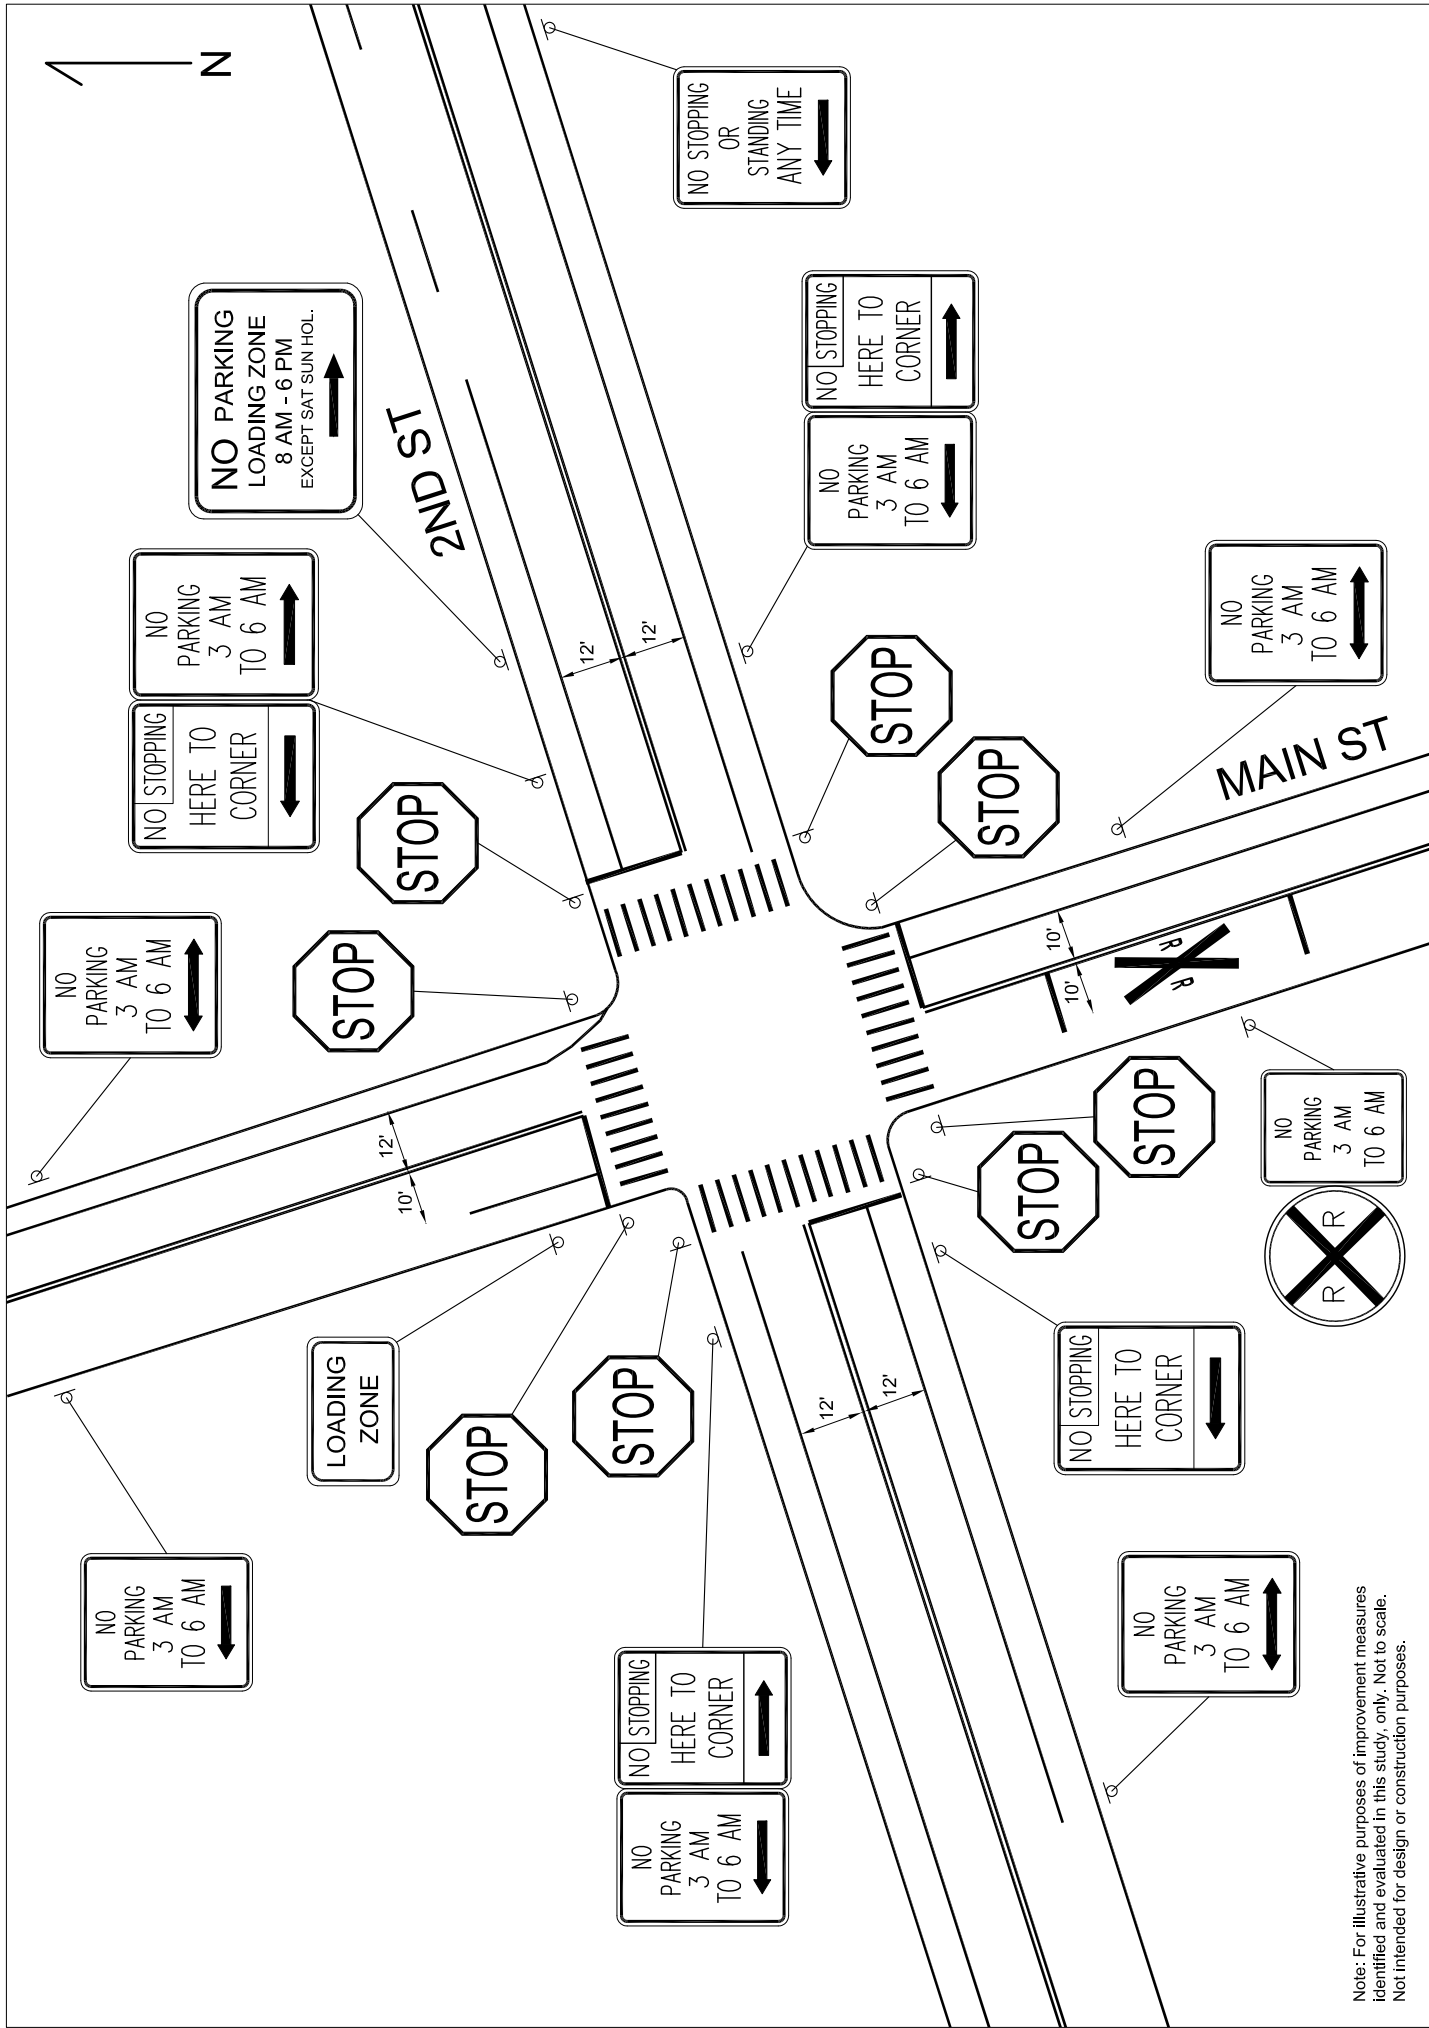 NO
PARKING
3 AM
TO 6 AM
N
NO
PARKING
3 AM
TO 6 AM
NO STOPPING
HERE TO
CORNER
NO
PARKING
3 AM
TO 6 AM
NO PARKING
LOADING ZONE
8 AM - 6 PM
EXCEPT SAT SUN HOL.
LOADING
ZONE
STOP
STOP
2ND ST
12'
10'
STOP
STOP
12'
12'
NO
PARKING
3 AM
TO 6 AM
NO STOPPING
HERE TO
CORNER
NO STOPPING
OR
STANDING
ANY TIME
12'
12'
NO
PARKING
3 AM
TO 6 AM
NO STOPPING
HERE TO
CORNER
STOP
STOP
STOP
STOP
10'
10'
R
R
NO STOPPING
HERE TO
CORNER
NO
PARKING
3 AM
TO 6 AM
NO
PARKING
3 AM
TO 6 AM
MAIN ST
NO
PARKING
3 AM
TO 6 AM
R R
Note: For illustrative purposes of improvement measures
identified and evaluated in this study, only. Not to scale.
Not intended for design or construction purposes.